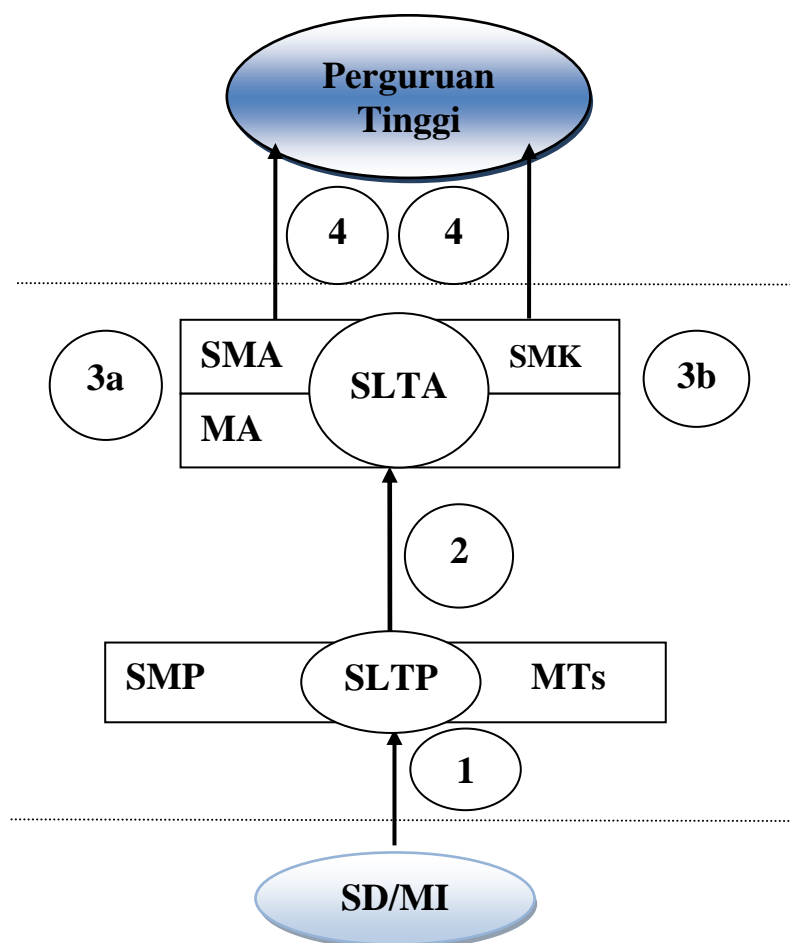 Perguruan
Tinggi
4
4
SMA
SLTA
SMK
3a
3b
MA
2
SMP
SLTP
MTs
1
SD/MI